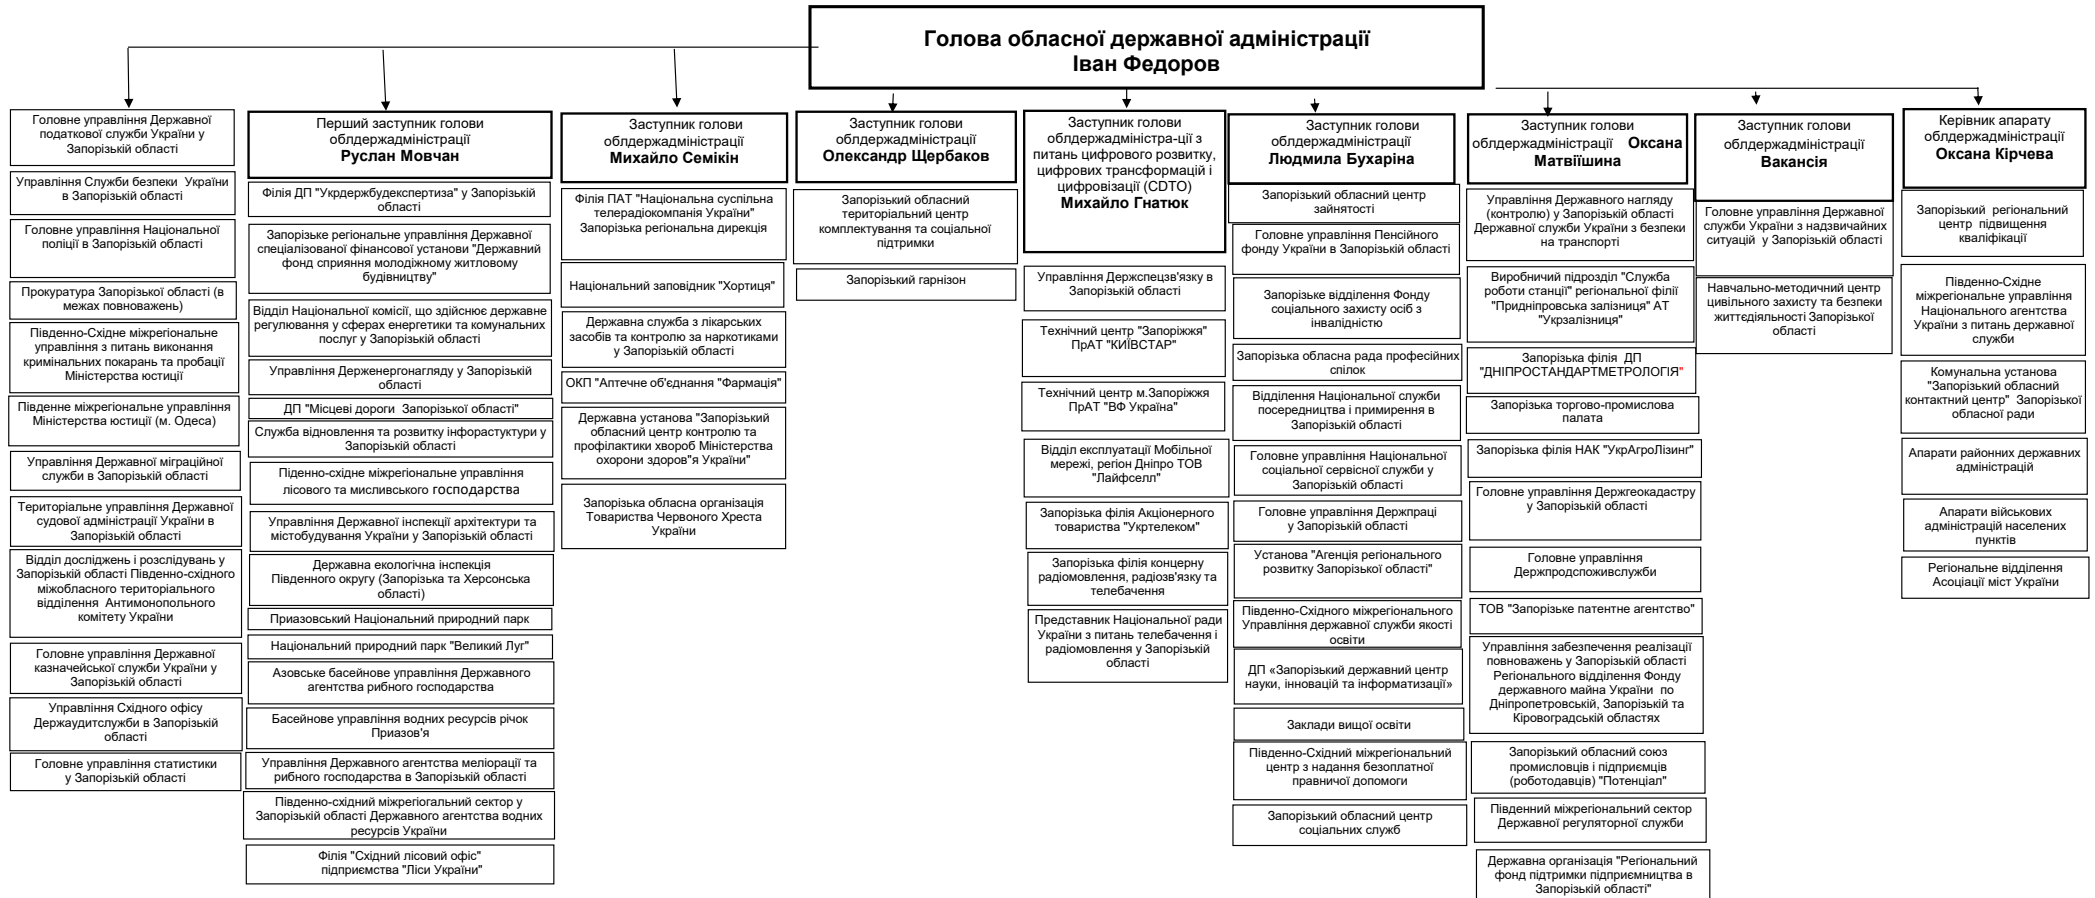 Голова обласної державної адміністрації
Іван Федоров
Головне управління Державної
податкової служби України у
Запорізькій області
Управління Служби безпеки України
в Запорізькій області
Головне управління Національної
поліції в Запорізькій області
Прокуратура Запорізької області (в
межах повноважень)
Південно-Східне міжрегіональне
управління з питань виконання
кримінальних покарань та пробації
Міністерства юстиції
Південне міжрегіональне управління
Міністерства юстиції (м. Одеса)
Управління Державної міграційної
служби в Запорізькій області
Територіальне управління Державної
судової адміністрації України в
Запорізькій області
Відділ досліджень і розслідувань у
Запорізькій області Південно-східного
міжобласного територіального
відділення Антимонопольного
комітету України
Головне управління Державної
казначейської служби України у
Запорізькій області
Управління Східного офісу
Держаудитслужби в Запорізькій
області
Головне управління статистики
у Запорізькій області
Перший заступник голови
облдержадміністрації
Руслан Мовчан
Філія ДП "Укрдержбудекспертиза" у Запорізькій
області
Запорізьке регіональне управління Державної
спеціалізованої фінансової установи "Державний
фонд сприяння молодіжному житловому
будівництву"
Відділ Національної комісії, що здійснює державне
регулювання у сферах енергетики та комунальних
послуг у Запорізькій області
Управління Держенергонагляду у Запорізькій
області
ДП "Місцеві дороги Запорізької області"
Служба відновлення та розвитку інфорастуктури у
Запорізькій області
Піденно-східне міжрегіональне управління
лісового та мисливського господарства
Управління Державної інспекції архітектури та
містобудування України у Запорізькій області
Державна екологічна інспекція
Південного округу (Запорізька та Херсонська
області)
Приазовський Національний природний парк
Національний природний парк "Великий Луг"
Азовське басейнове управління Державного
агентства рибного господарства
Басейнове управління водних ресурсів річок
Приазов'я
Управління Державного агентства меліорації та
рибного господарства в Запорізькій області
Південно-східний міжрегіогальний сектор у
Запорізькій області Державного агентства водних
ресурсів України
Філія "Східний лісовий офіс"
підприємства "Ліси України"
Заступник голови
облдержадміністрації
Михайло Семікін
Філія ПАТ "Національна суспільна
телерадіокомпанія України"
Запорізька регіональна дирекція
Національний заповідник "Хортиця"
Державна служба з лікарських
засобів та контролю за наркотиками
у Запорізькій області
ОКП "Аптечне об'єднання "Фармація"
Державна установа "Запорізький
обласний центр контролю та
профілактики хвороб Міністерства
охорони здоров"я України"
Запорізька обласна організація
Товариства Червоного Хреста
України
Заступник голови
облдержадміністрації
Олександр Щербаков
Запорізький обласний
територіальний центр
комплектування та соціальної
підтримки
Запорізький гарнізон
Заступник голови
облдержадміністра-ції з
питань цифрового розвитку,
цифрових трансформацій і
цифровізації (CDTO)
Михайло Гнатюк
Управління Держспецзв'язку в
Запорізькій області
Технічний центр "Запоріжжя"
ПрАТ "КИЇВСТАР"
Технічний центр м.Запоріжжя
ПрАТ "ВФ Україна"
Відділ експлуатації Мобільної
мережі, регіон Дніпро ТОВ
"Лайфселл"
Запорізька філія Акціонерного
товариства "Укртелеком"
Запорізька філія концерну
радіомовлення, радіозв'язку та
телебачення
Представник Національної ради
України з питань телебачення і
радіомовлення у Запорізькій
області
Заступник голови
облдержадміністрації
Людмила Бухаріна
Запорізький обласний центр
зайнятості
Головне управління Пенсійного
фонду України в Запорізькій області
Запорізьке відділення Фонду
соціального захисту осіб з
інвалідністю
Запорізька обласна рада професійних
спілок
Відділення Національної служби
посередництва і примирення в
Запорізькій області
Головне управління Національної
соціальної сервісної служби у
Запорізькій області
Головне управління Держпраці
у Запорізькій області
Установа "Агенція регіонального
розвитку Запорізької області"
Південно-Східного міжрегіонального
Управління державної служби якості
освіти
ДП «Запорізький державний центр
науки, інновацій та інформатизації»
Заклади вищої освіти
Південно-Східний міжрегіональний
центр з надання безоплатної
правничої допомоги
Запорізький обласний центр
соціальних служб
Заступник голови
облдержадміністрації Оксана
Матвіїшина
Управління Державного нагляду
(контролю) у Запорізькій області
Державної служби України з безпеки
на транспорті
Виробничий підрозділ "Служба
роботи станції" регіональної філії
"Придніпровська залізниця" АТ
"Укрзалізниця"
Запорізька філія ДП
"ДНІПРОСТАНДАРТМЕТРОЛОГІЯ"
Запорізька торгово-промислова
палата
Запорізька філія НАК "УкрАгроЛізинг"
Головне управління Держгеокадастру
у Запорізькій області
Головне управління
Держпродспоживслужби
ТОВ "Запорізьке патентне агентство"
Управління забезпечення реалізації
повноважень у Запорізькій області
Регіонального відділення Фонду
державного майна України по
Дніпропетровській, Запорізькій та
Кіровоградській областях
Запорізький обласний союз
промисловців і підприємців
(роботодавців) "Потенціал"
Південний міжрегіональний сектор
Державної регуляторної служби
Державна організація "Регіональний
фонд підтримки підприємництва в
Запорізькій області"
Заступник голови
облдержадміністрації
Вакансія
Головне управління Державної
служби України з надзвичайних
ситуацій у Запорізькій області
Навчально-методичний центр
цивільного захисту та безпеки
життєдіяльності Запорізької
області
Керівник апарату
облдержадміністрації
Оксана Кірчева
Запорізький регіональний
центр підвищення
кваліфікації
Південно-Східне
міжрегіональне управління
Національного агентства
України з питань державної
служби
Комунальна установа
"Запорізький обласний
контактний центр" Запорізької
обласної ради
Апарати районних державних
адміністрацій
Апарати військових
адміністрацій населених
пунктів
Регіональне відділення
Асоціації міст України